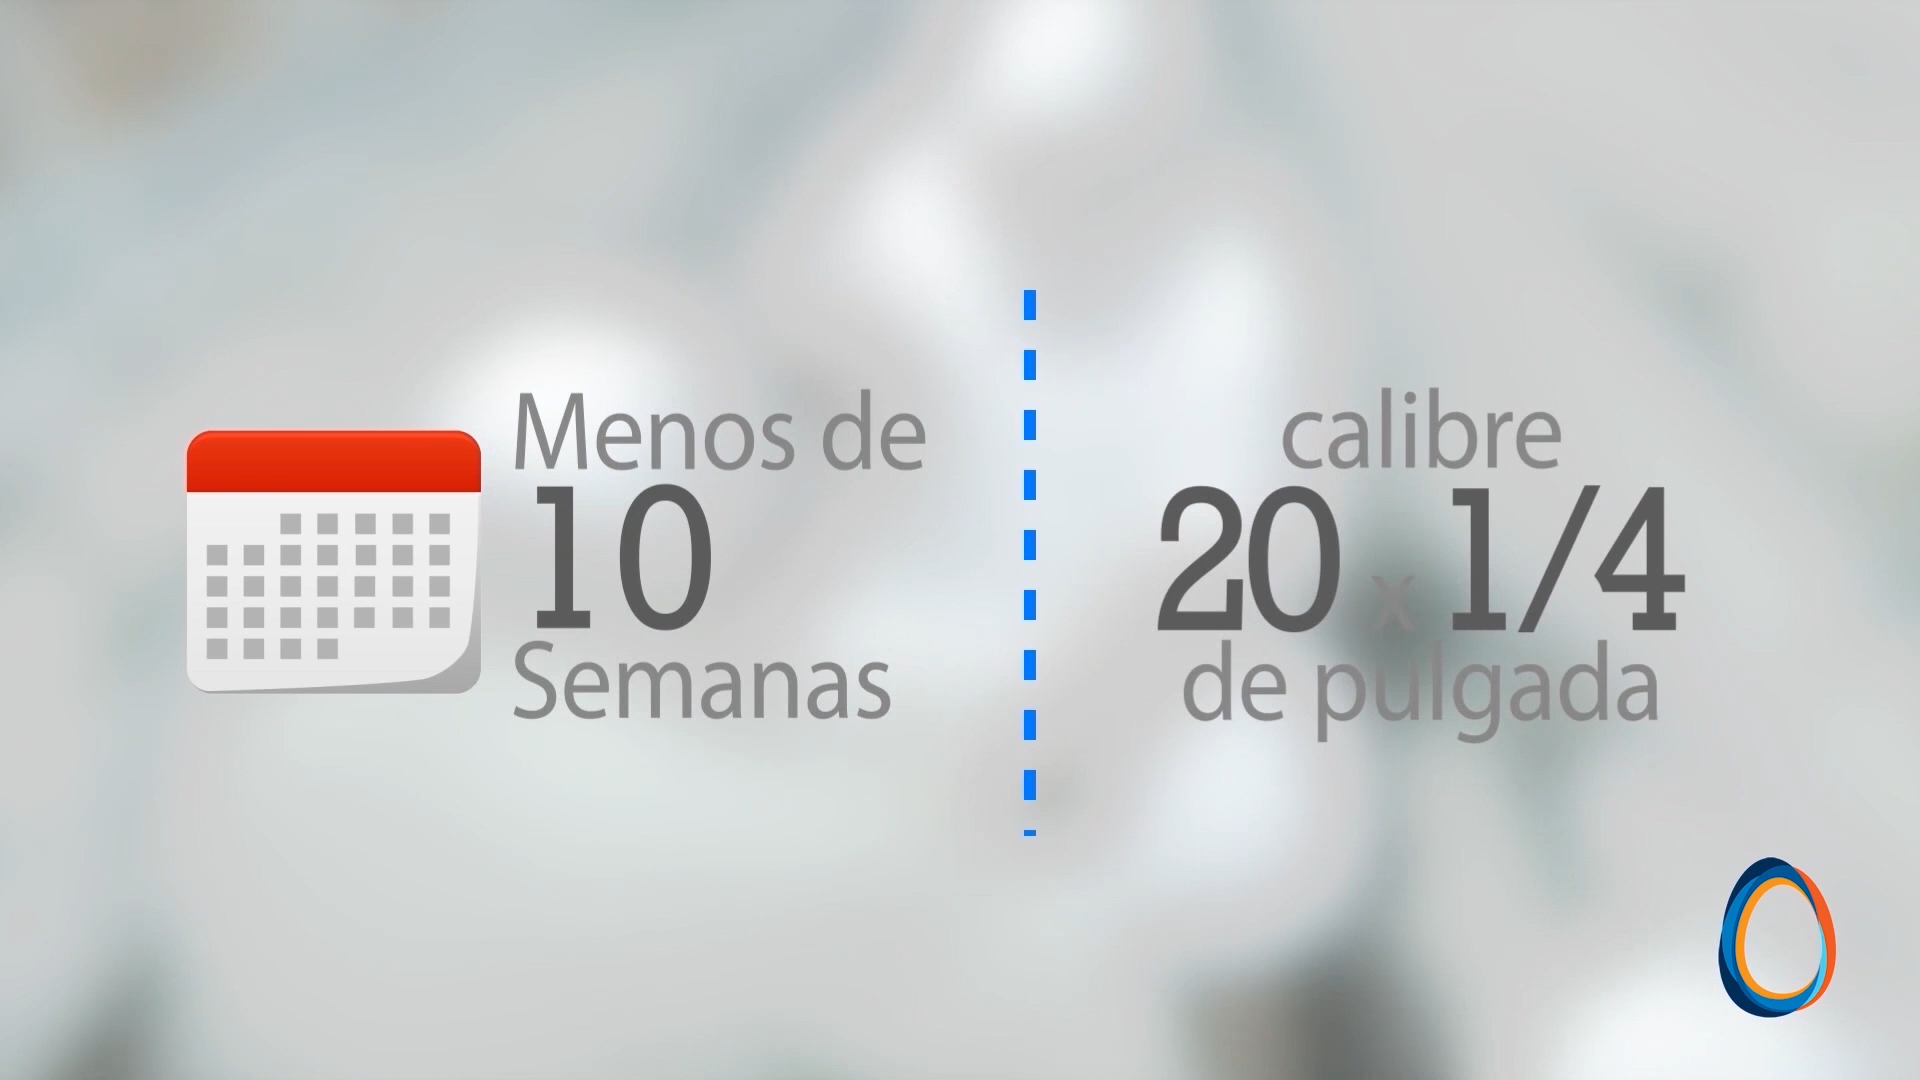 Menos de
10
Semanas
calibre
20 x 1/4
de pulgada